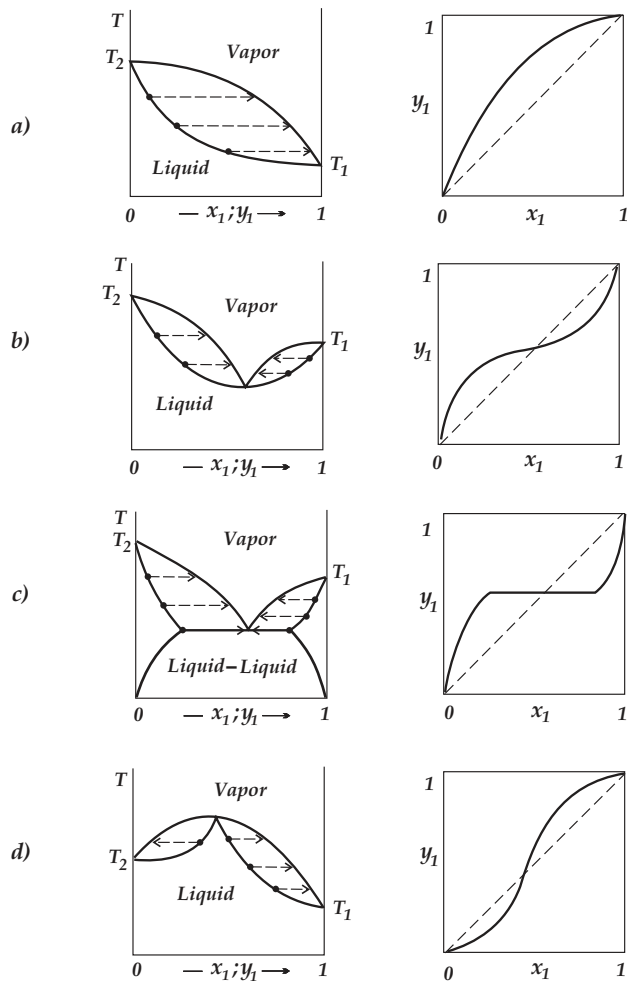 a)
T
T2
Vapor
Liquid
T1
0
x1 ; y1
1
1
y1
0
x1
1
b)
T
T2
Vapor
T1
Liquid
0
x1 ; y1
1
1
y1
0
x1
1
c)
T
T2
Vapor
T1
Liquid–Liquid
0
x1 ; y1
1
1
y1
0
x1
1
d)
T
Vapor
T2
Liquid
T1
0
x1 ; y1
1
1
y1
0
x1
1